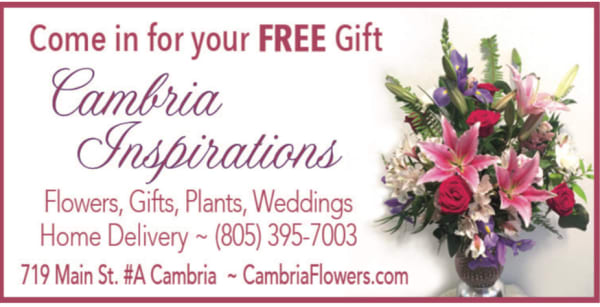 Come in for your FREE Gift
Cambria
Inspirations
Flowers, Gifts, Plants, Weddings
Home Delivery ~ (805) 395-7003
719 Main St. #A Cambria ~ CambriaFlowers.com